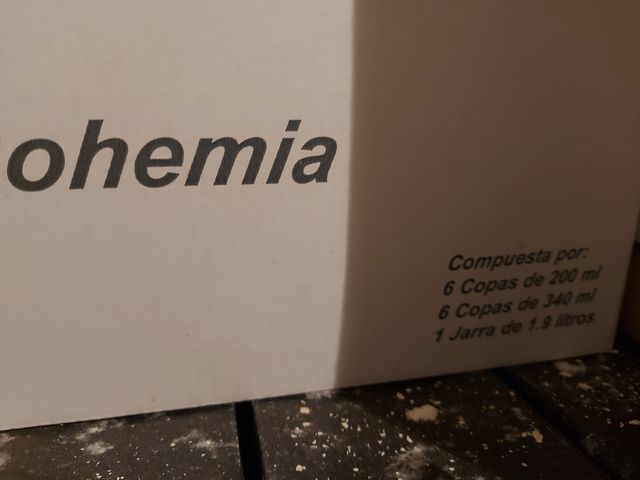 ohemia
Compuesta por:
6 Copas de 200 ml
6 Copas de 340 ml
1 Jarra de 1.9 litros